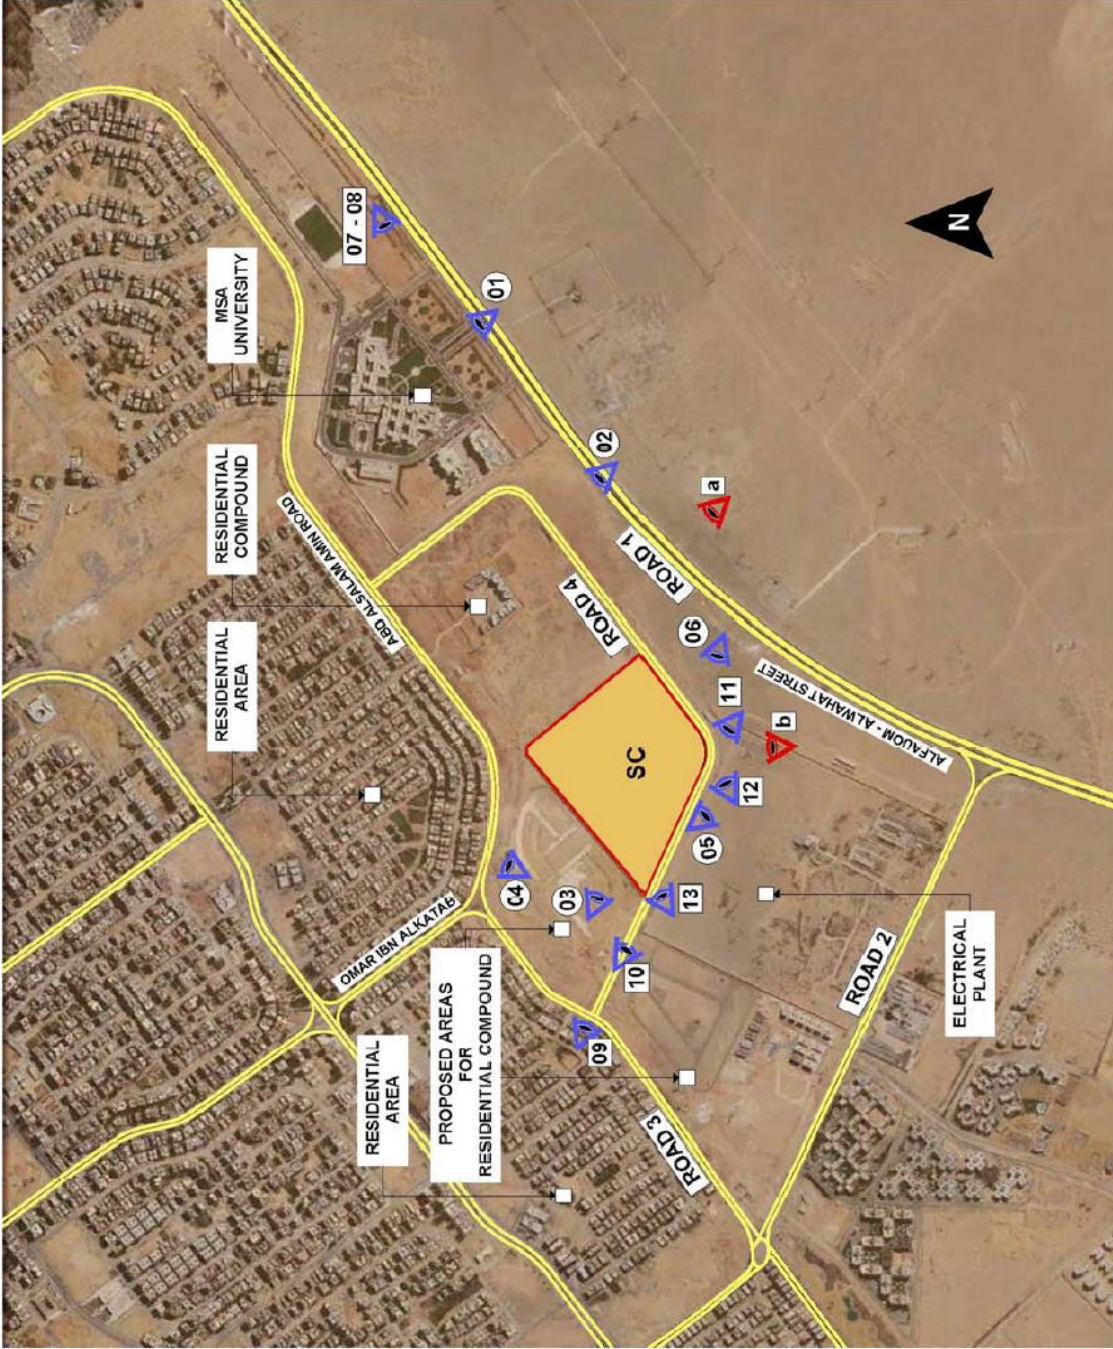 RESIDENTIAL
AREA
RESIDENTIAL
COMPOUND
MSA
UNIVERSITY
ABD ALSALAM AMIN ROAD
07 - 08
OMAR IBN ALKATAB
RESIDENTIAL
AREA
PROPOSED AREAS
FOR
RESIDENTIAL COMPOUND
01
04
03
09
ROAD 4
02
10
SC
ROAD 1
ROAD 3
13
05
06
a
11
12
b
ALFAUOM - ALWAHAT STREET
ROAD 2
ELECTRICAL
PLANT
N